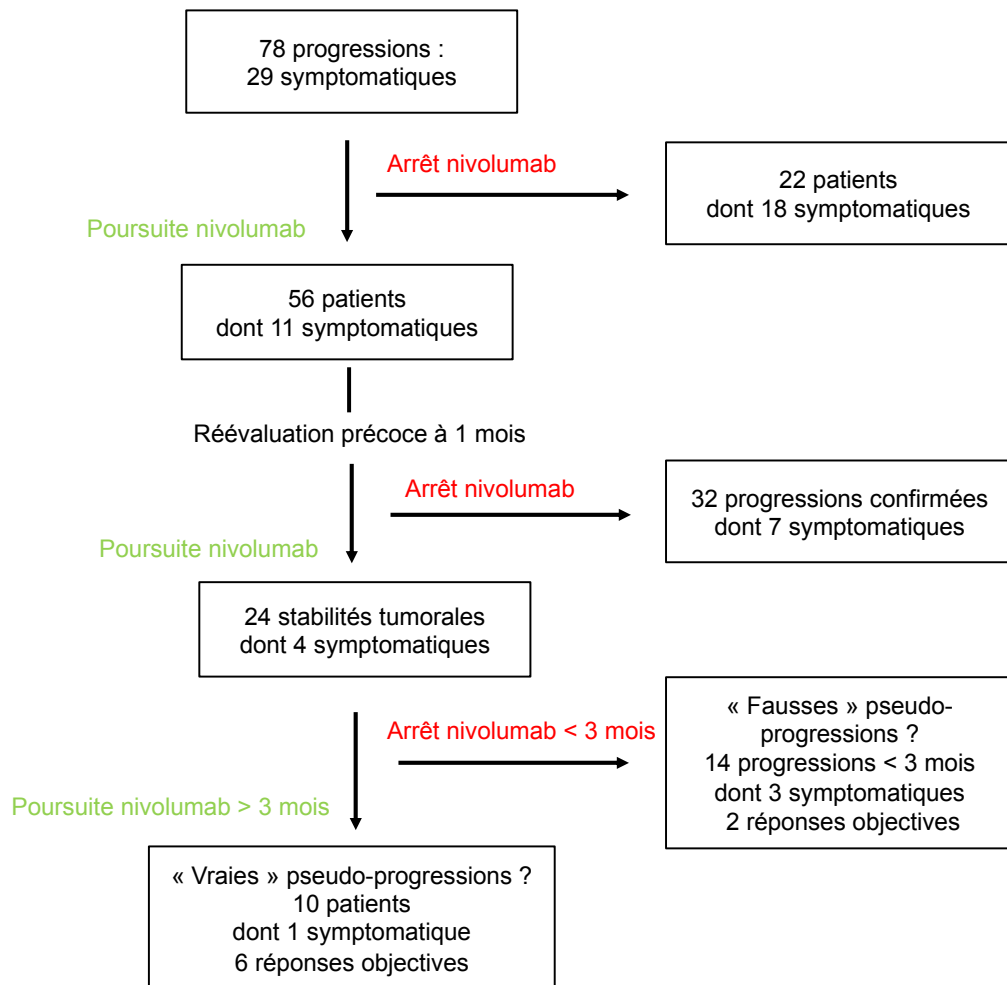 78 progressions :
29 symptomatiques
Arrêt nivolumab
22 patients
dont 18 symptomatiques
Poursuite nivolumab
56 patients
dont 11 symptomatiques
Réévaluation précoce à 1 mois
Arrêt nivolumab
32 progressions confirmées
dont 7 symptomatiques
Poursuite nivolumab
24 stabilités tumorales
dont 4 symptomatiques
Arrêt nivolumab < 3 mois
« Fausses » pseudo-
progressions ?
14 progressions < 3 mois
dont 3 symptomatiques
2 réponses objectives
Poursuite nivolumab > 3 mois
« Vraies » pseudo-progressions ?
10 patients
dont 1 symptomatique
6 réponses objectives